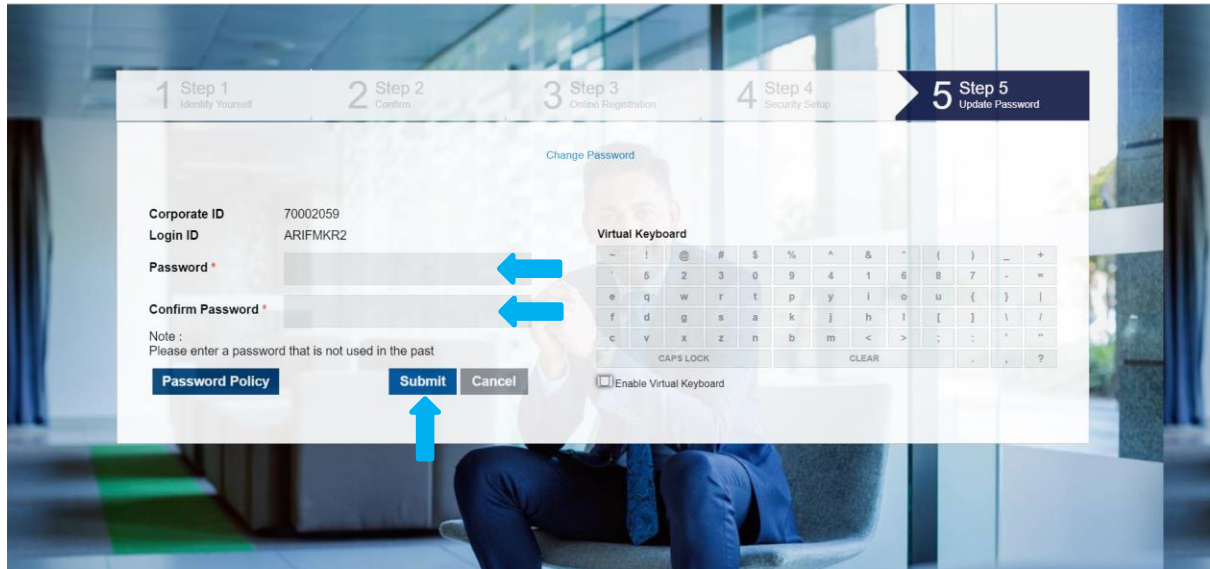 1 Step 1
Identify Yourself
2 Step 2
Confirm
3 Step 3
Online Registration
4 Step 4
Security Setup
5 Step 5
Update Password
Change Password
Corporate ID 70002059
Login ID ARIFMKR2
Password *
Confirm Password *
Note :
Please enter a password that is not used in the past
Password Policy Submit Cancel
Virtual Keyboard
~ ! @ # $ % ^ & * ( ) _ +
` 5 2 3 0 9 4 1 6 8 7 - =
e q w r t p y i o u { } |
f d g s a k j h l [ ] \ /
c v x z n b m < > ; : ' "
CAPS LOCK CLEAR . , ?
Enable Virtual Keyboard